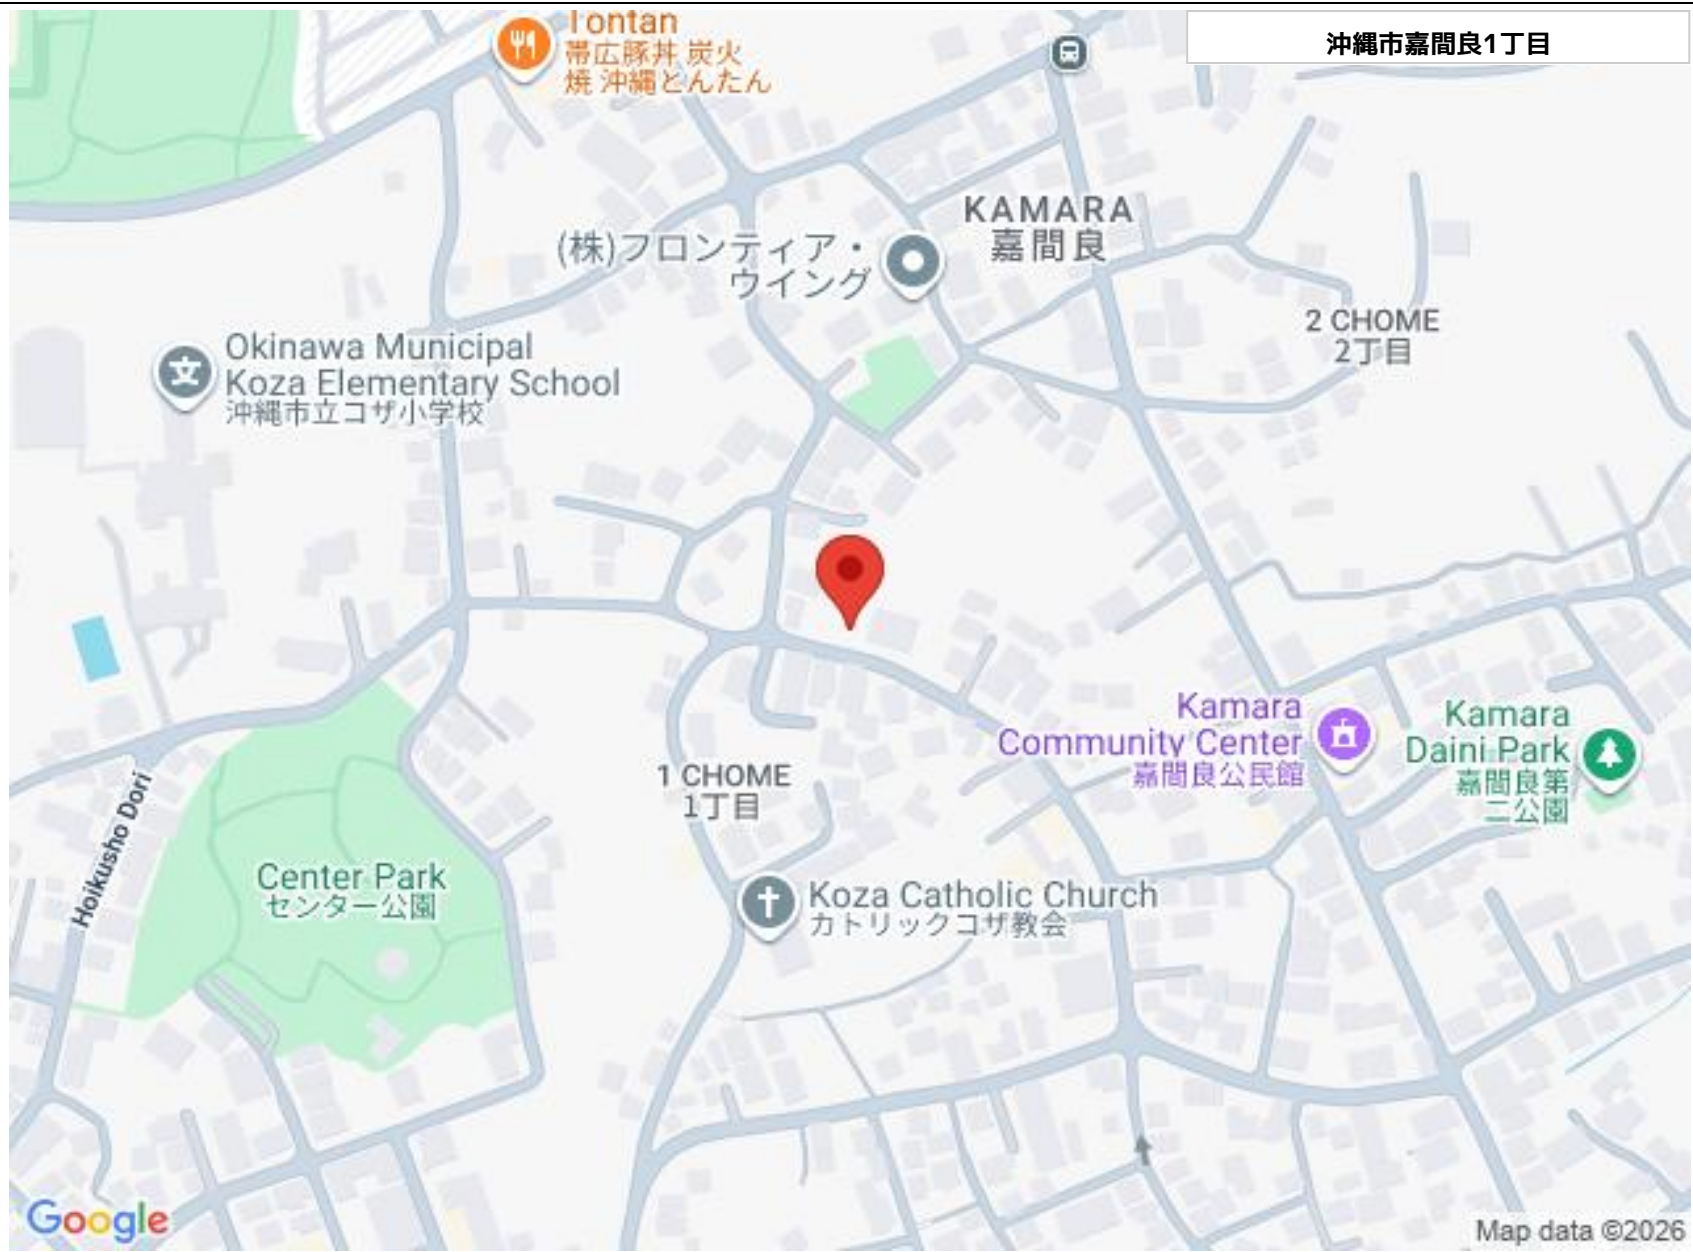 沖縄市嘉間良1丁目
Tontan
帯広豚丼 炭火
焼 沖縄とんたん
KAMARA
嘉間良
(株)フロンティア・
ウイング
2 CHOME
2丁目
Okinawa Municipal
Koza Elementary School
沖縄市立コザ小学校
Kamara
Community Center
嘉間良公民館
Kamara
Daini Park
嘉間良第
二公園
1 CHOME
1丁目
Hoikusho Dori
Center Park
センター公園
Koza Catholic Church
カトリックコザ教会
Google
Map data ©2026